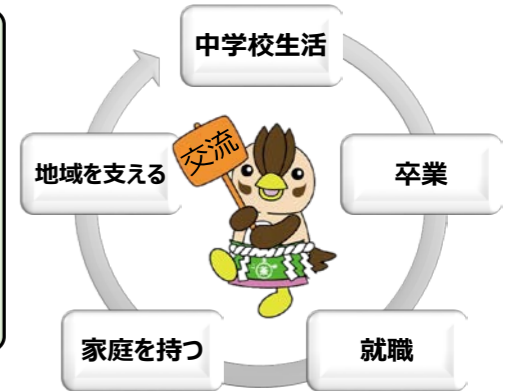 中学校生活
卒業
就職
家庭を持つ
地域を支える
交流